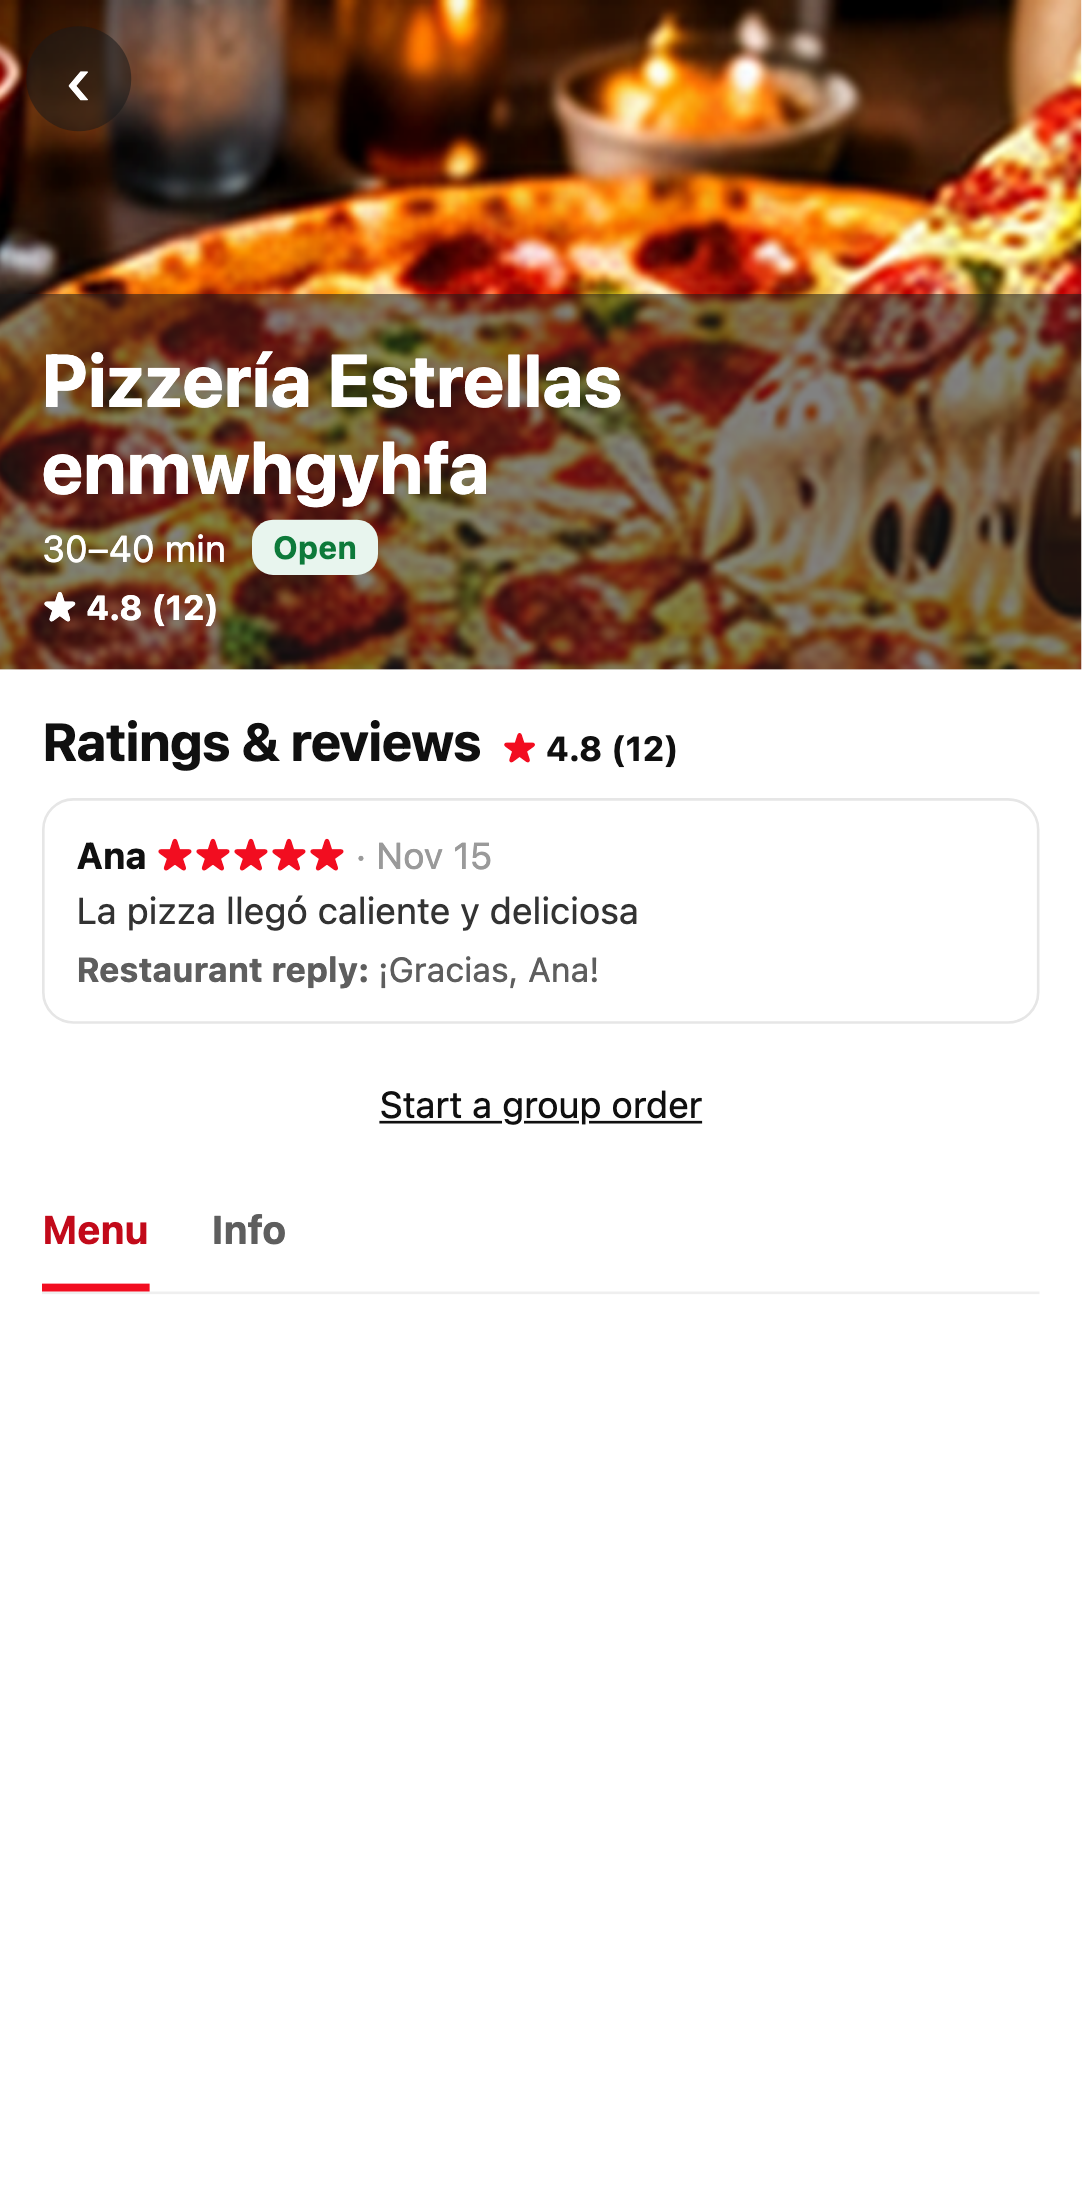 Pizzería Estrellas
enmwhgyhfa
30–40 min Open
★ 4.8 (12)
Ratings & reviews ★ 4.8 (12)
Ana ★★★★★ · Nov 15
La pizza llegó caliente y deliciosa
Restaurant reply: ¡Gracias, Ana!
Start a group order
Menu Info